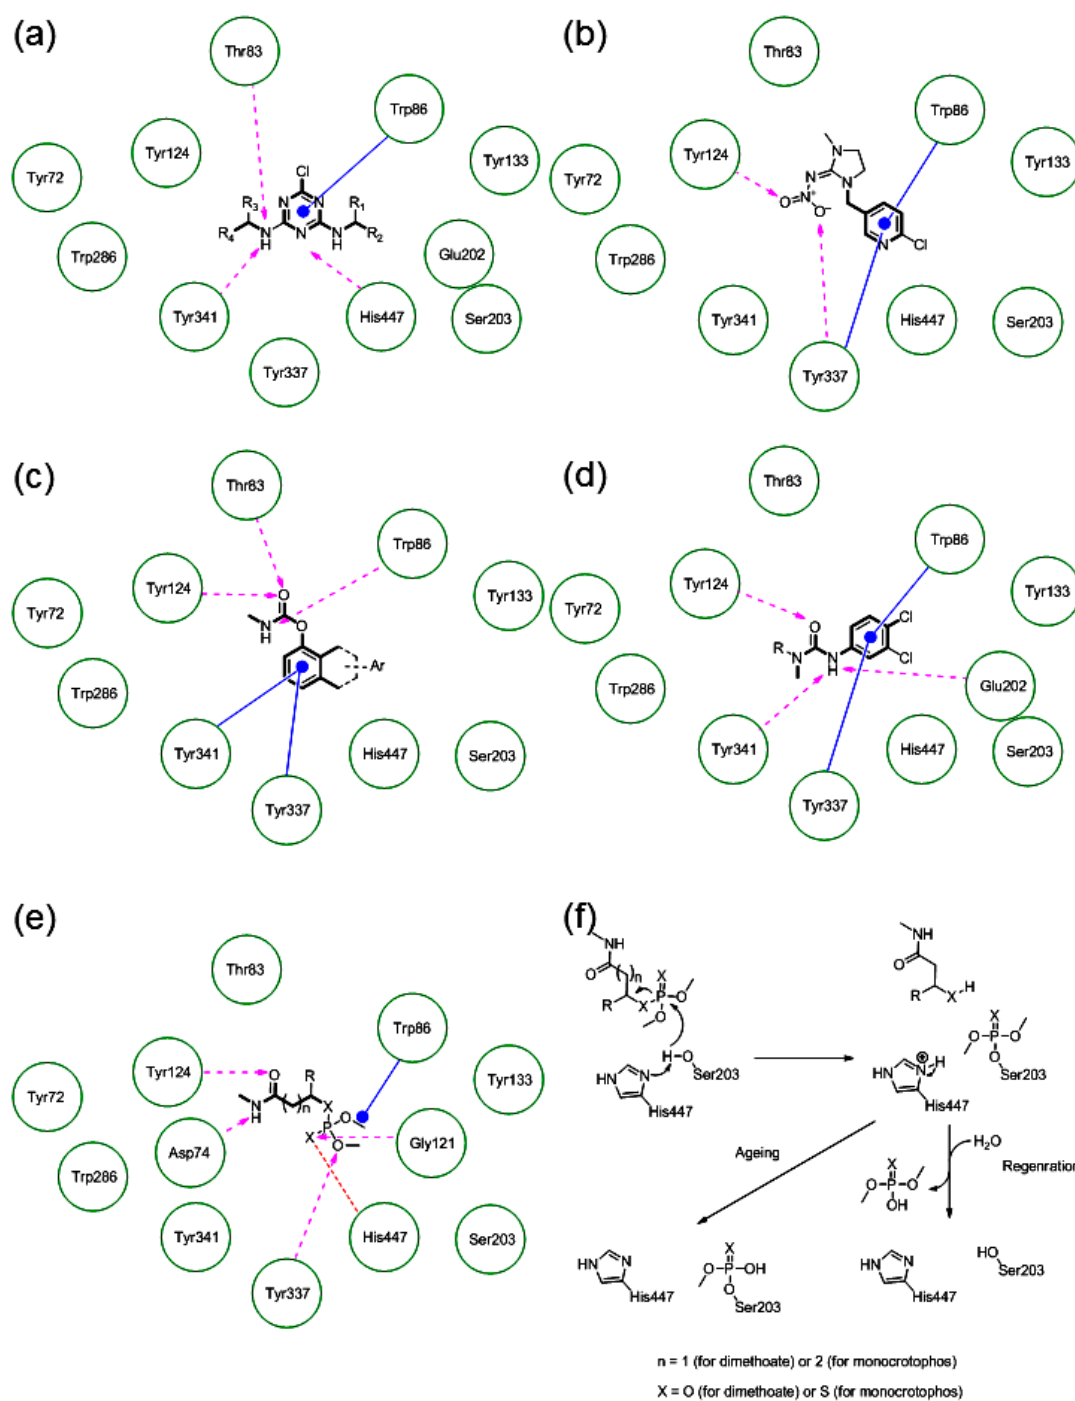 (a)
Thr83
Trp86
Tyr124
Tyr133
Tyr72
Cl
N N
R3 R1
R4 N N N R2
H H
Trp286
Glu202
Tyr341
His447
Ser203
Tyr337
(b)
Thr83
Trp86
Tyr124
Tyr133
Tyr72
N
N
N
O N+
O-
N Cl
Trp286
Tyr341
His447
Ser203
Tyr337
(c)
Thr83
Trp86
Tyr124
Tyr133
Tyr72
O
N O
H
Ar
Trp286
Tyr341
His447
Ser203
Tyr337
(d)
Thr83
Trp86
Tyr124
Tyr133
Tyr72
O Cl
R N N Cl
H
Trp286
Glu202
Tyr341
His447
Ser203
Tyr337
(e)
Thr83
Trp86
Tyr124
Tyr133
Tyr72
O R
N ( )n X
H
P O
X O
Asp74
Gly121
Trp286
Tyr341
His447
Ser203
Tyr337
(f)
NH
O ( )n X
R X P O
O
H O
Ser203
HN N
His447
NH
O
R X H
X
O P O
O
Ser203
⊕
HN N H
His447
Ageing
H2O
Regenration
X
O P O
OH
HN N
His447
X
O P OH
O
Ser203
HN N
His447
HO
Ser203
n = 1 (for dimethoate) or 2 (for monocrotophos)
X = O (for dimethoate) or S (for monocrotophos)